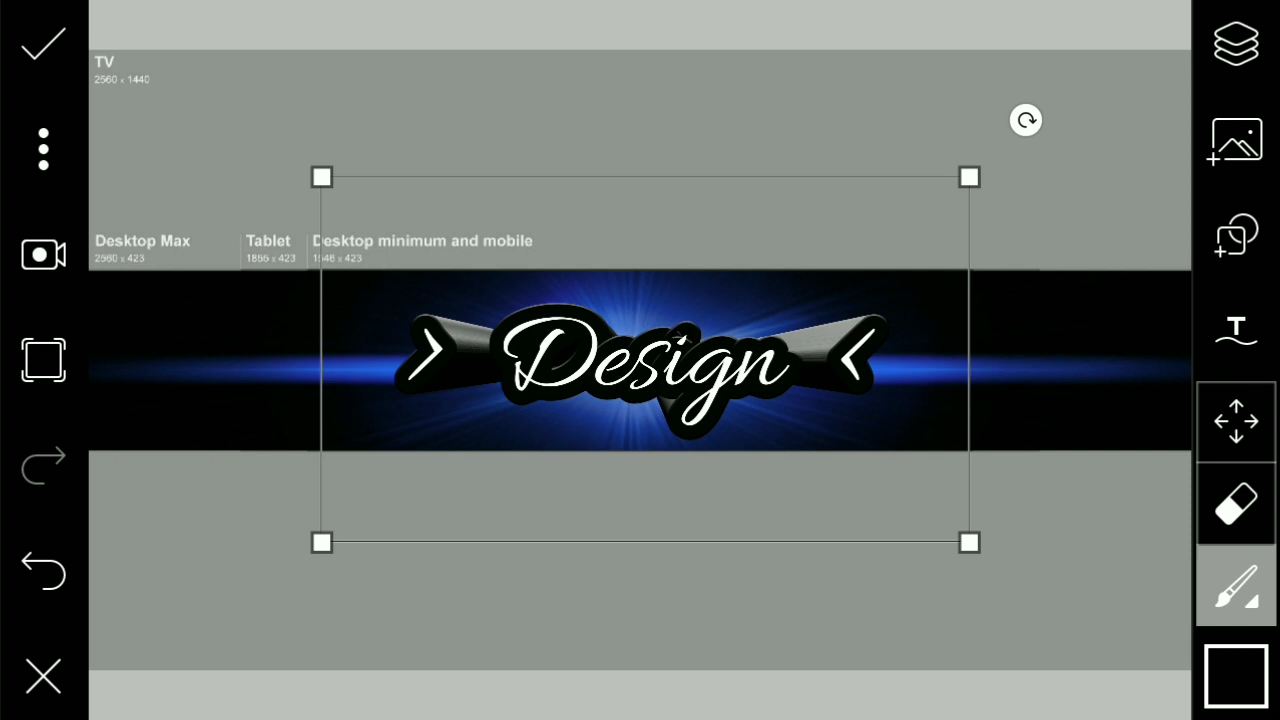 TV
2560 x 1440
Desktop Max Tablet Desktop minimum and mobile
2560 x 423 1855 x 423 1546 x 423
> Design <
T